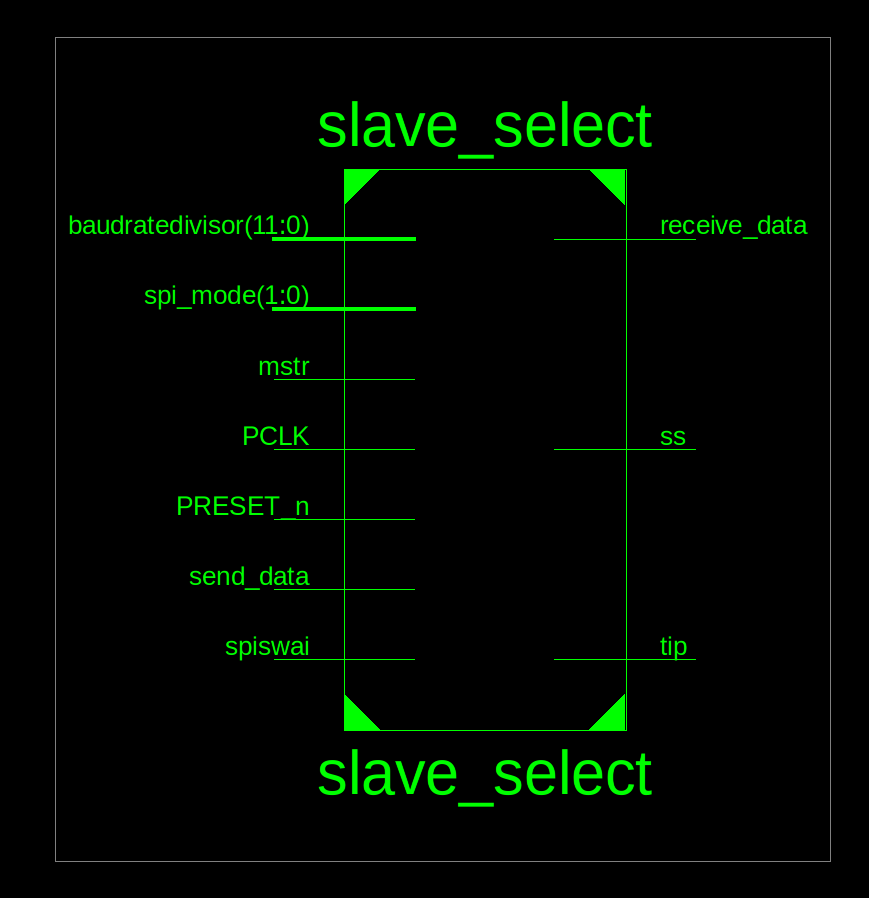 slave_select
baudratedivisor(11:0)
receive_data
spi_mode(1:0)
mstr
PCLK
ss
PRESET_n
send_data
spiswai
tip
slave_select